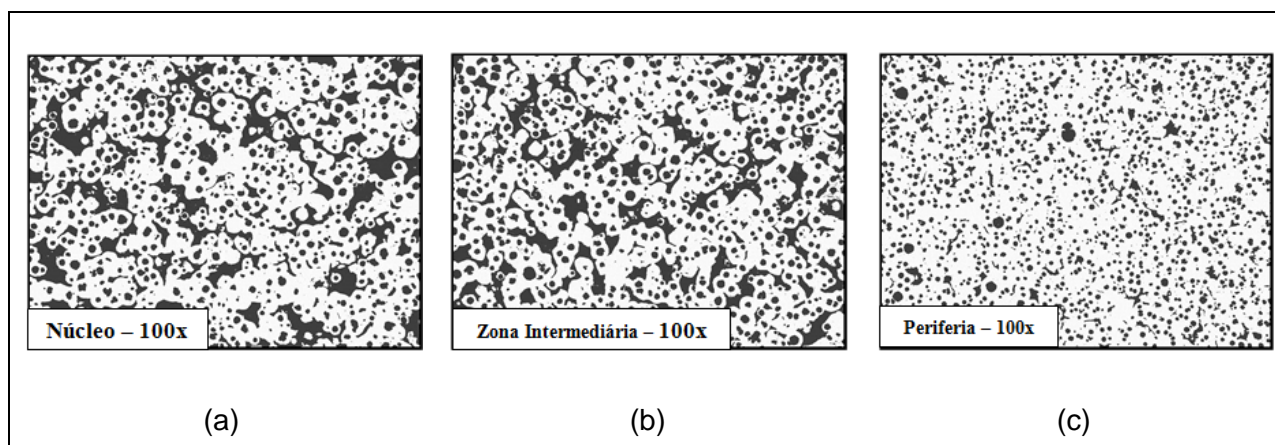 Núcleo – 100x
Zona Intermediária – 100x
Periferia – 100x
(a)
(b)
(c)